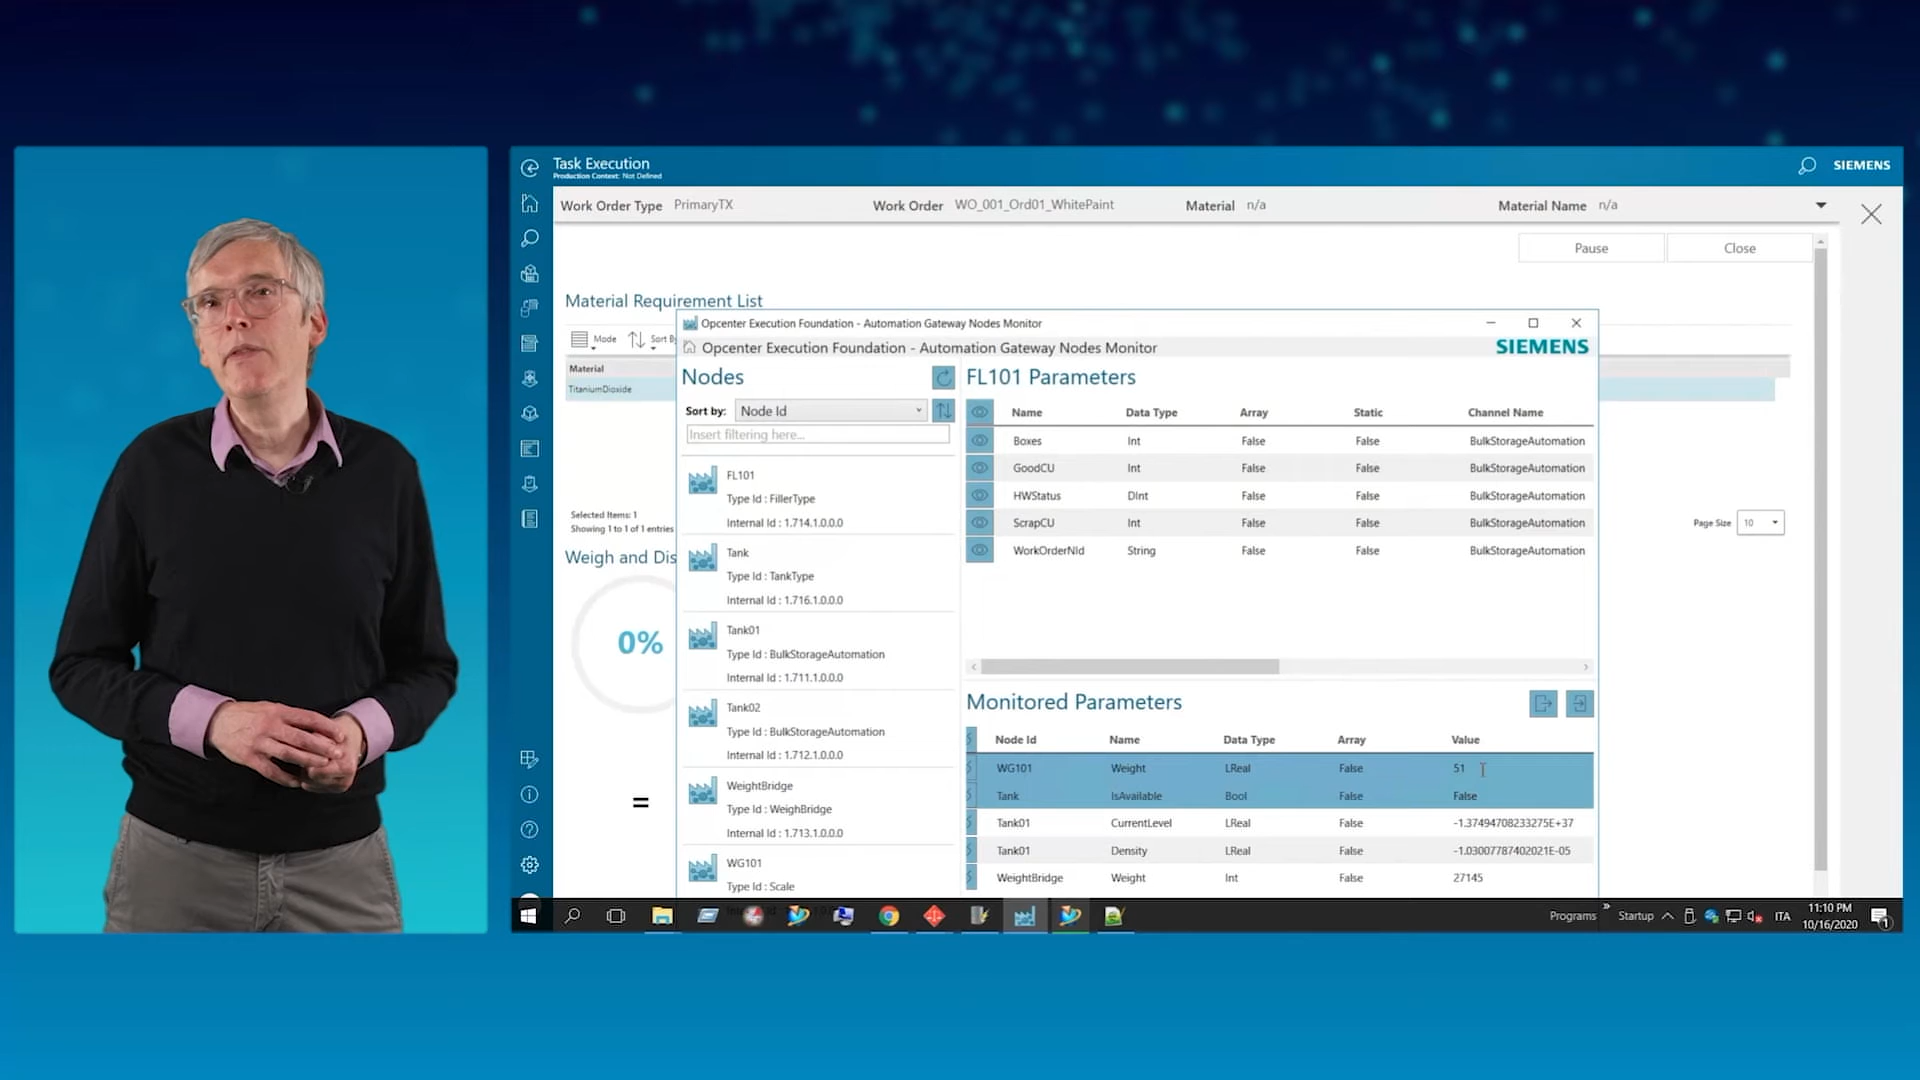 Task Execution
Production Context: Not Defined
SIEMENS
Work Order Type PrimaryTX Work Order WO_001_Ord01_WhitePaint Material n/a Material Name n/a
Pause Close
Material Requirement List
Mode Sort By
Material
TitaniumDioxide
Selected Items: 1
Showing 1 to 1 of 1 entries
Page Size 10
Weigh and Dis
0%
=
Opcenter Execution Foundation - Automation Gateway Nodes Monitor
Opcenter Execution Foundation - Automation Gateway Nodes Monitor
SIEMENS
Nodes
Sort by: Node Id
Insert filtering here...
FL101
Type Id : FillerType
Internal Id : 1.714.1.0.0.0
Tank
Type Id : TankType
Internal Id : 1.716.1.0.0.0
Tank01
Type Id : BulkStorageAutomation
Internal Id : 1.711.1.0.0.0
Tank02
Type Id : BulkStorageAutomation
Internal Id : 1.712.1.0.0.0
WeightBridge
Type Id : WeighBridge
Internal Id : 1.713.1.0.0.0
WG101
Type Id : Scale
FL101 Parameters
Name Data Type Array Static Channel Name
Boxes Int False False BulkStorageAutomation
GoodCU Int False False BulkStorageAutomation
HWStatus DInt False False BulkStorageAutomation
ScrapCU Int False False BulkStorageAutomation
WorkOrderNId String False False BulkStorageAutomation
Monitored Parameters
Node Id Name Data Type Array Value
WG101 Weight LReal False 51
Tank IsAvailable Bool False False
Tank01 CurrentLevel LReal False -1.37494708233275E+37
Tank01 Density LReal False -1.03007787402021E-05
WeightBridge Weight Int False 27145
Programs Startup ITA
11:10 PM
10/16/2020
1